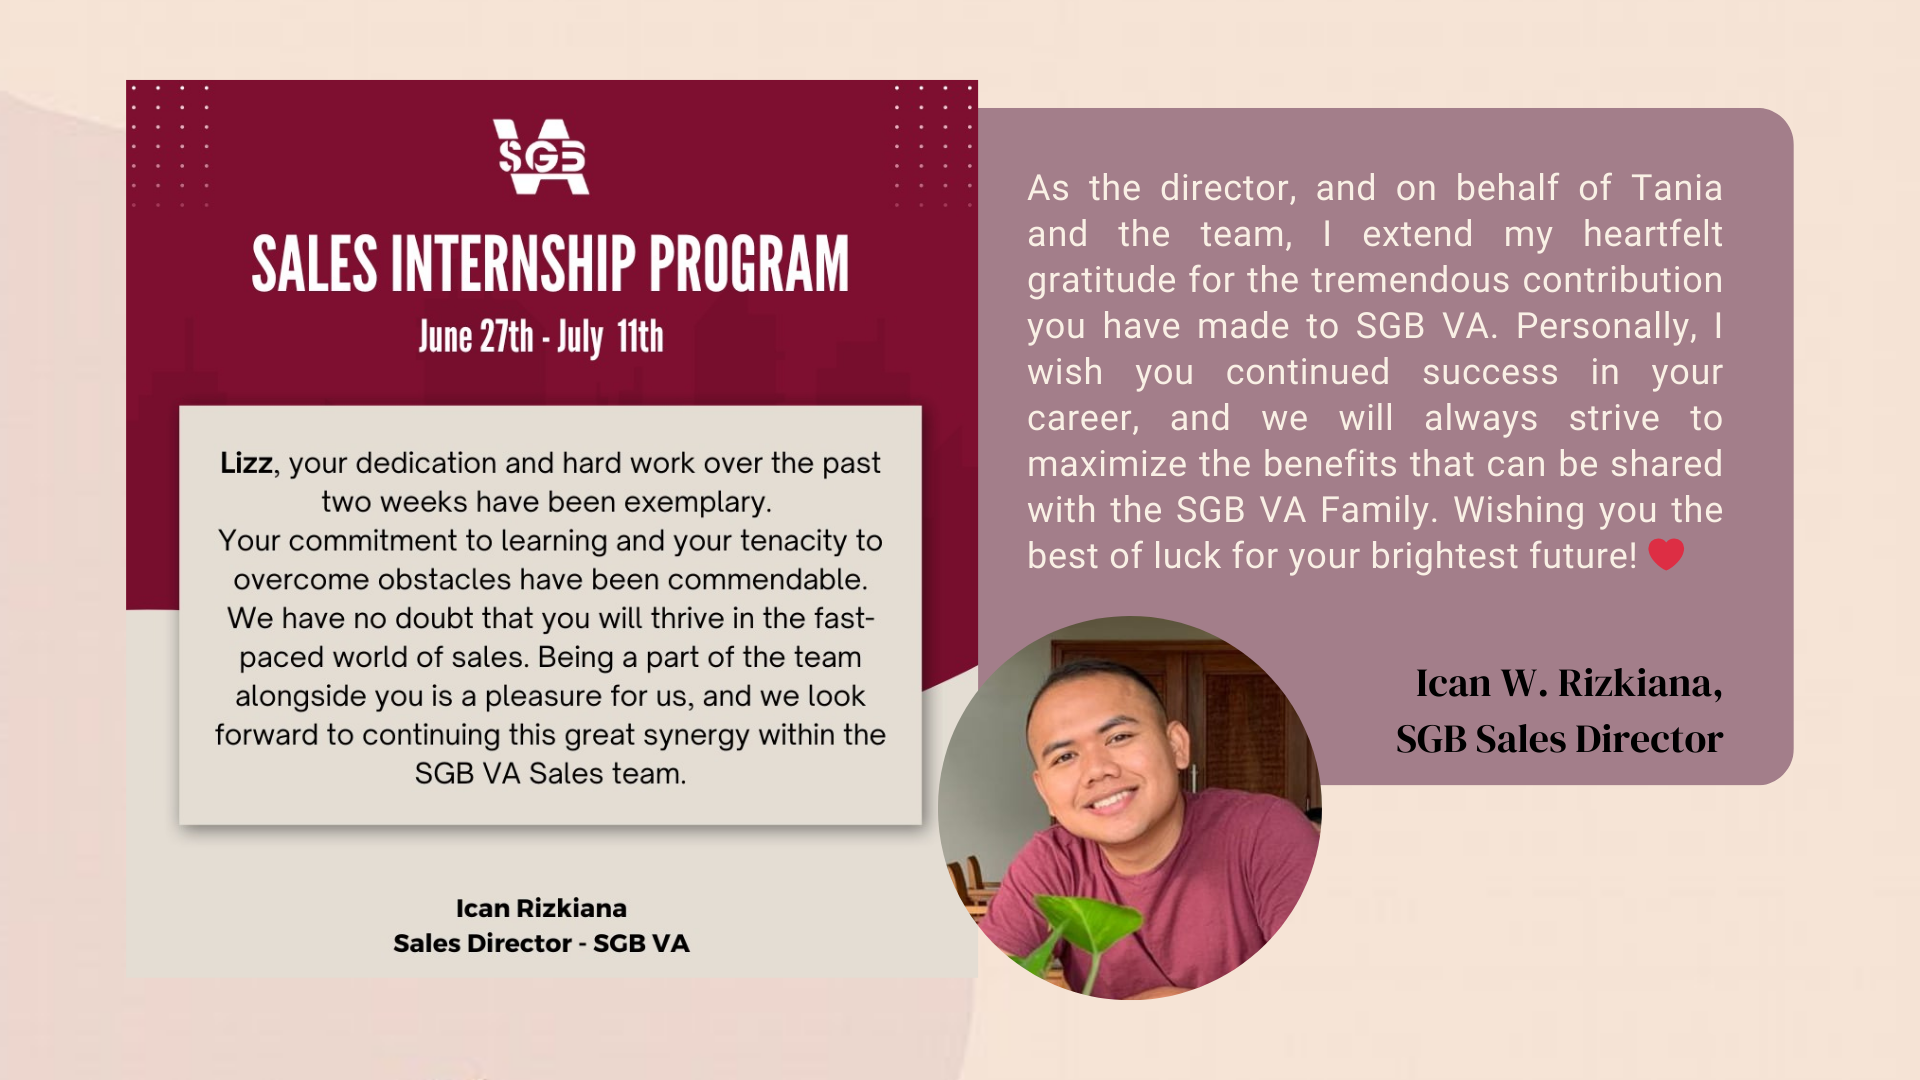 VA
SGB
SALES INTERNSHIP PROGRAM
June 27th - July 11th
Lizz, your dedication and hard work over the past
two weeks have been exemplary.
Your commitment to learning and your tenacity to
overcome obstacles have been commendable.
We have no doubt that you will thrive in the fast-
paced world of sales. Being a part of the team
alongside you is a pleasure for us, and we look
forward to continuing this great synergy within the
SGB VA Sales team.
Ican Rizkiana
Sales Director - SGB VA
As the director, and on behalf of Tania
and the team, I extend my heartfelt
gratitude for the tremendous contribution
you have made to SGB VA. Personally, I
wish you continued success in your
career, and we will always strive to
maximize the benefits that can be shared
with the SGB VA Family. Wishing you the
best of luck for your brightest future! ❤️
Ican W. Rizkiana,
SGB Sales Director